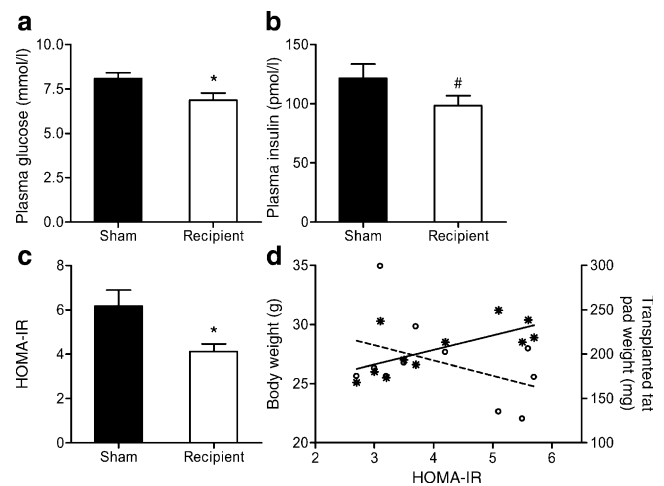 a
Plasma glucose (mmol/l)
10.0
7.5
5.0
2.5
0.0
*
Sham
Recipient
b
Plasma insulin (pmol/l)
150
100
50
0
#
Sham
Recipient
c
HOMA-IR
8
6
4
2
0
*
Sham
Recipient
d
Body weight (g)
35
30
25
20
300
250
200
150
100
Transplanted fat
pad weight (mg)
2
3
4
5
6
HOMA-IR